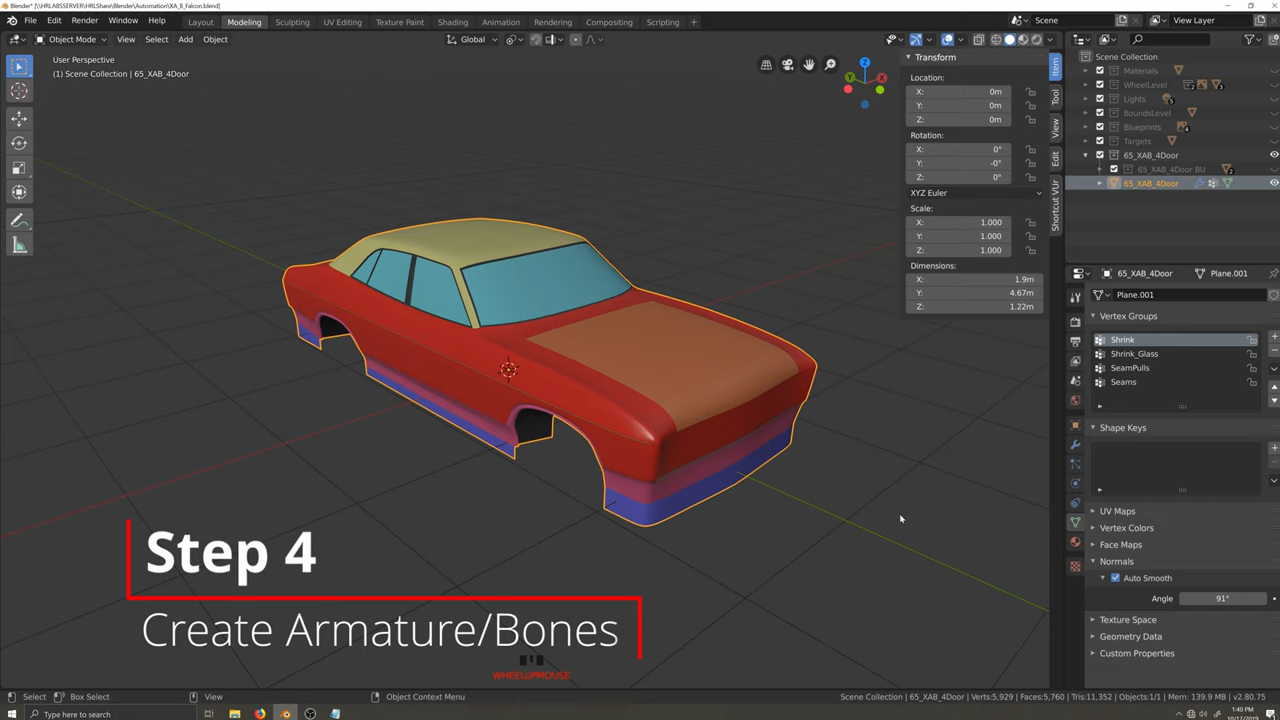 Blender* [\\HRLABSSERVER\HRLShare\Blender\Automation\XA_B_Falcon.blend]
File Edit Render Window Help Layout Modeling Sculpting UV Editing Texture Paint Shading Animation Rendering Compositing Scripting Scene View Layer
Object Mode View Select Add Object Global
User Perspective
(1) Scene Collection | 65_XAB_4Door
Transform
Location:
X: 0m
Y: 0m
Z: 0m
Rotation:
X: 0°
Y: -0°
Z: 0°
XYZ Euler
Scale:
X: 1.000
Y: 1.000
Z: 1.000
Dimensions:
X: 1.9m
Y: 4.67m
Z: 1.22m
Item
Tool
View
Edit
Shortcut VUr
Z
Y
X
Scene Collection
Materials
WheelLevel
Lights
BoundsLevel
Blueprints
Targets
65_XAB_4Door
65_XAB_4Door BU
65_XAB_4Door
65_XAB_4Door Plane.001
Plane.001
Vertex Groups
Shrink
Shrink_Glass
SeamPulls
Seams
Shape Keys
UV Maps
Vertex Colors
Face Maps
Normals
Auto Smooth
Angle 91°
Texture Space
Geometry Data
Custom Properties
Step 4
Create Armature/Bones
WHEELUPMOUSE
Select Box Select View Object Context Menu Scene Collection | 65_XAB_4Door | Verts:5,929 | Faces:5,760 | Tris:11,352 | Objects:1/1 | Mem: 139.9 MB | v2.80.75
Type here to search
1:40 PM
10/17/2019